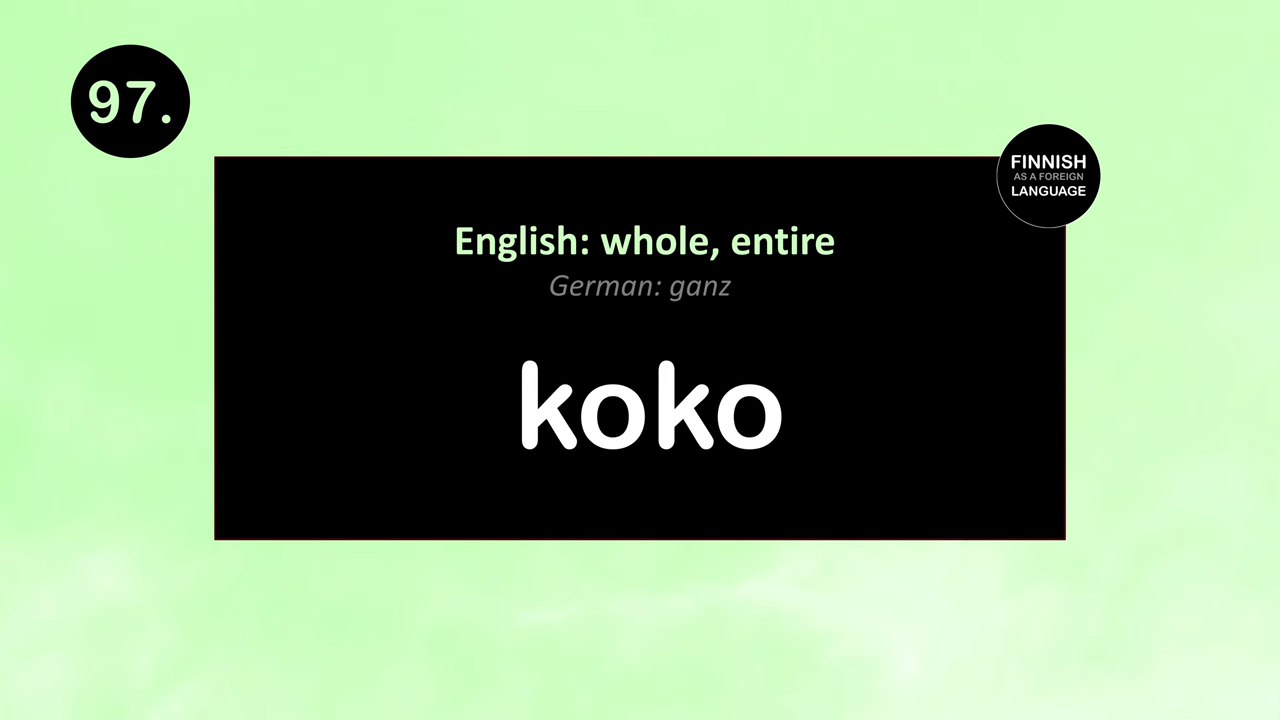 97.
FINNISH
AS A FOREIGN
LANGUAGE
English: whole, entire
German: ganz
koko